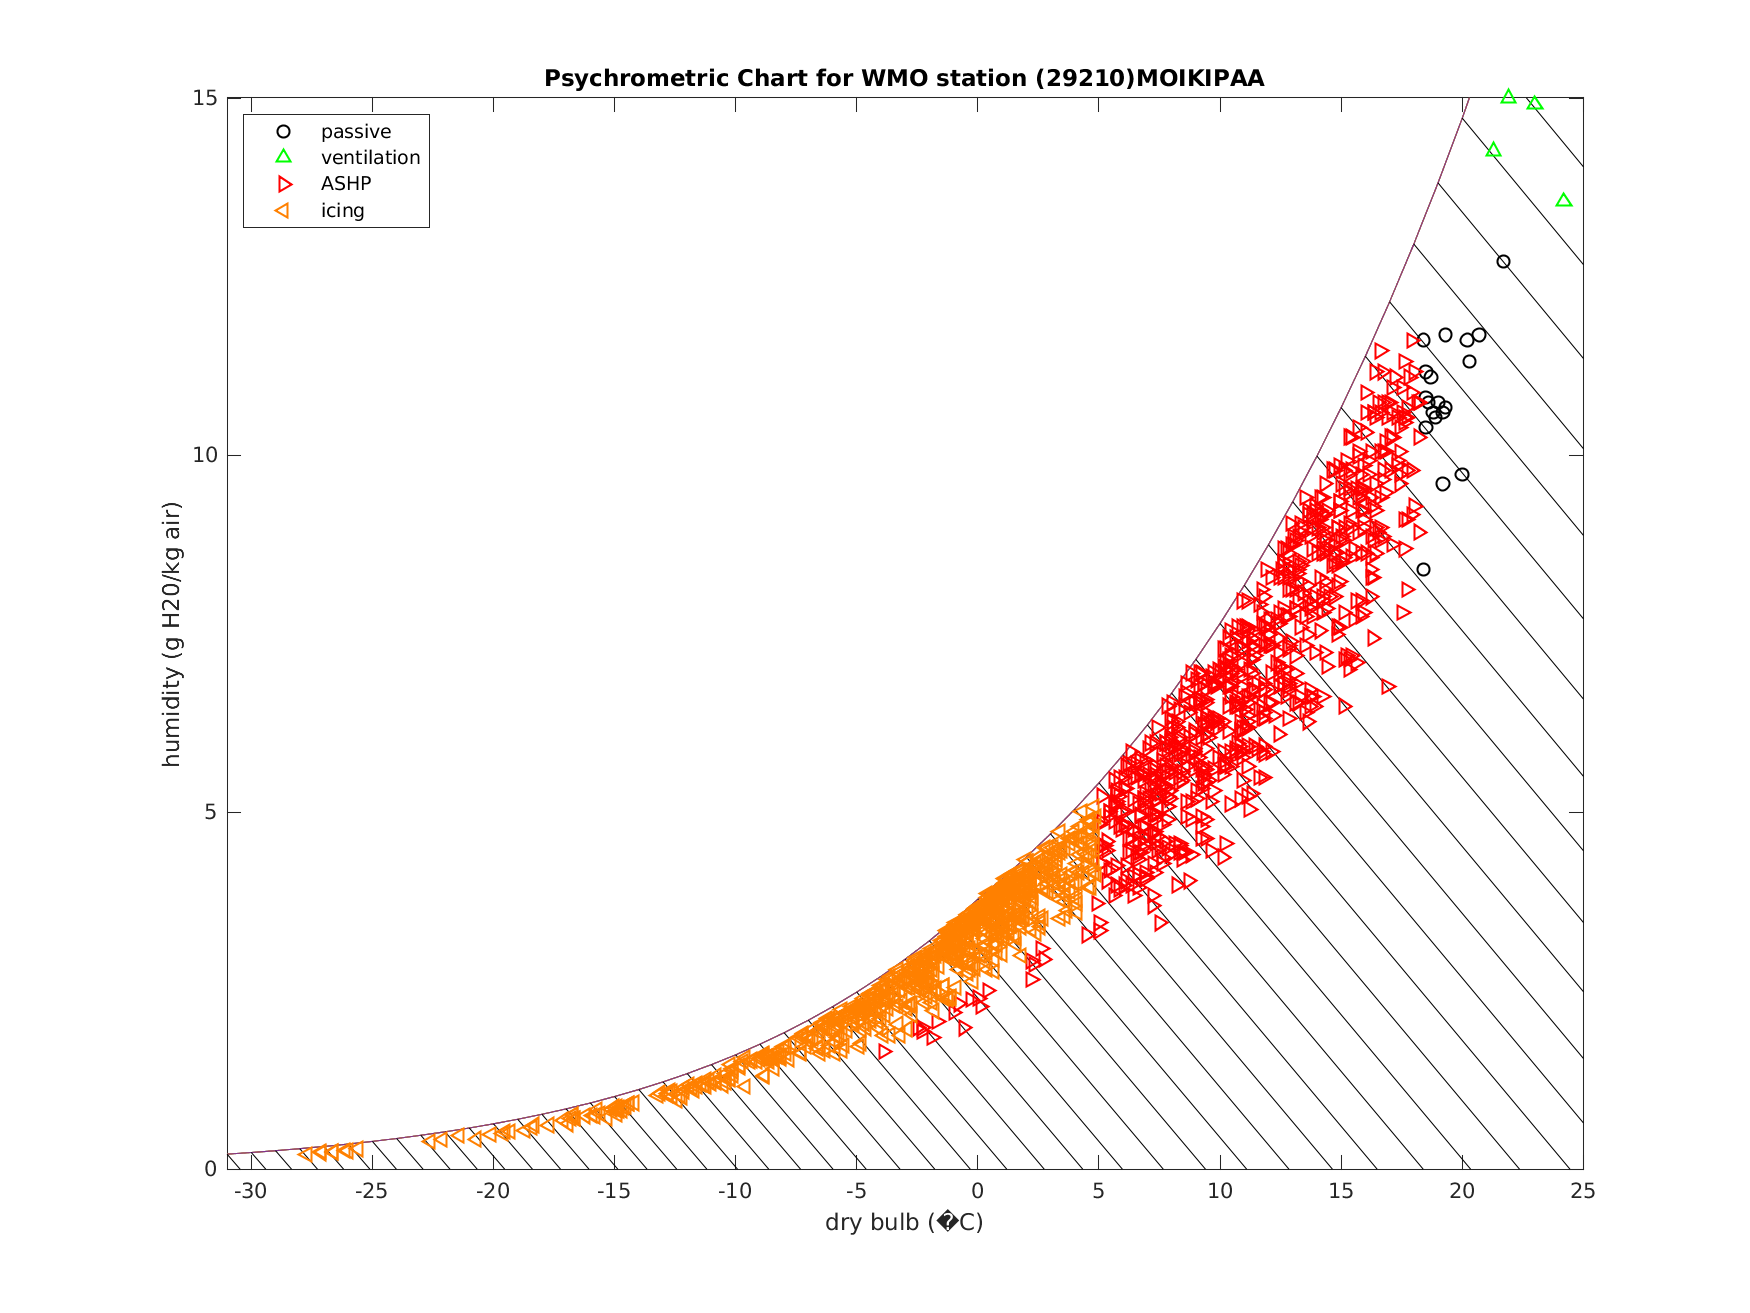 Psychrometric Chart for WMO station (29210)MOIKIPAA
passive
ventilation
ASHP
icing
15
10
5
0
humidity (g H20/kg air)
-30 -25 -20 -15 -10 -5 0 5 10 15 20 25
dry bulb (�C)